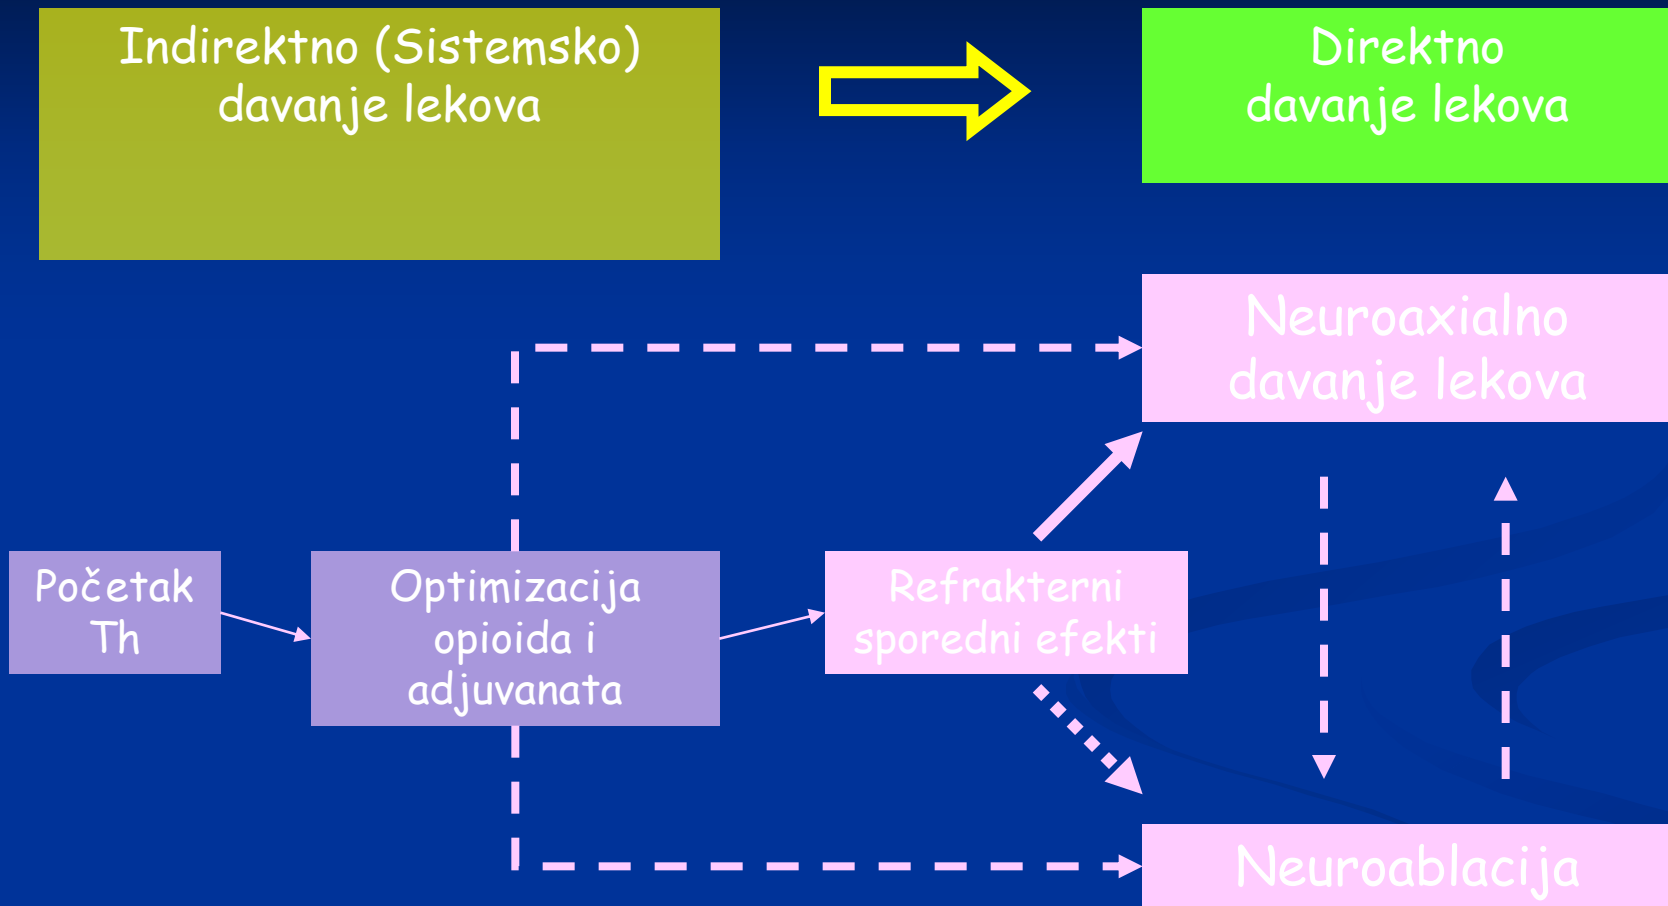 Indirektno (Sistemsko)
davanje lekova
Direktno
davanje lekova
Neuroaxialno
davanje lekova
Početak
Th
Optimizacija
opioida i
adjuvanata
Refrakterni
sporedni efekti
Neuroablacija